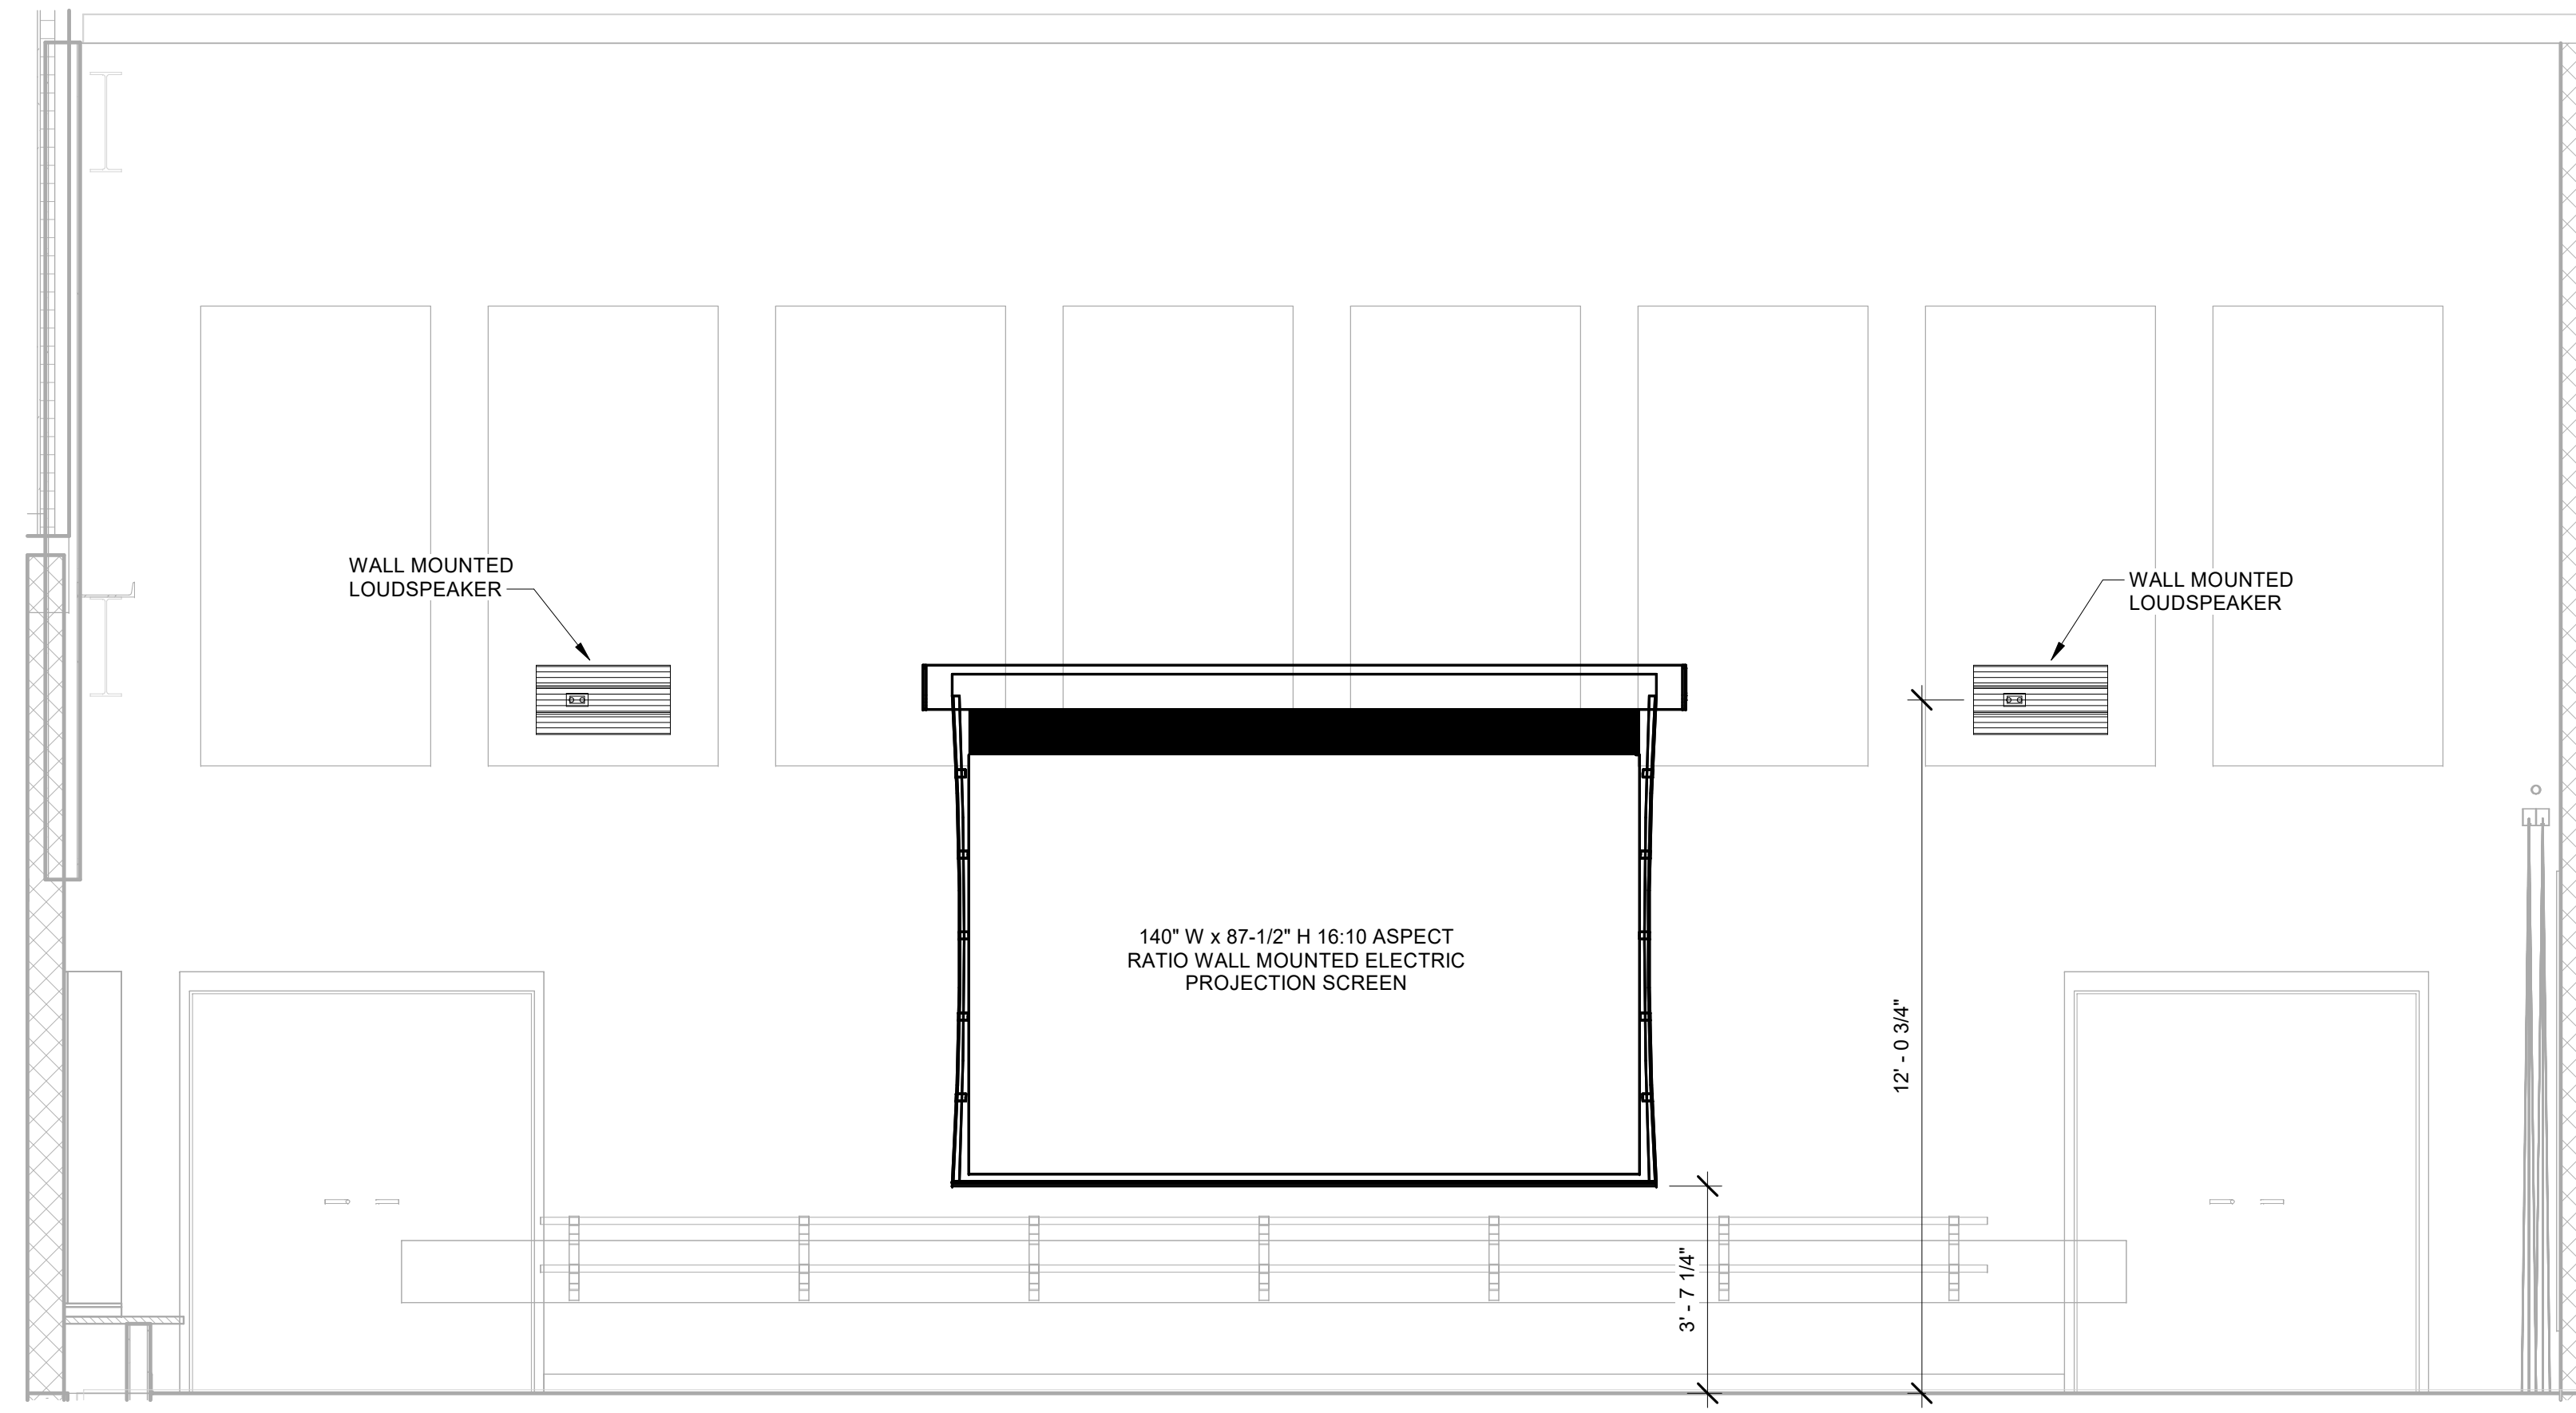 WALL MOUNTED
LOUDSPEAKER
WALL MOUNTED
LOUDSPEAKER
140" W x 87-1/2" H 16:10 ASPECT
RATIO WALL MOUNTED ELECTRIC
PROJECTION SCREEN
12' - 0 3/4"
3' - 7 1/4"